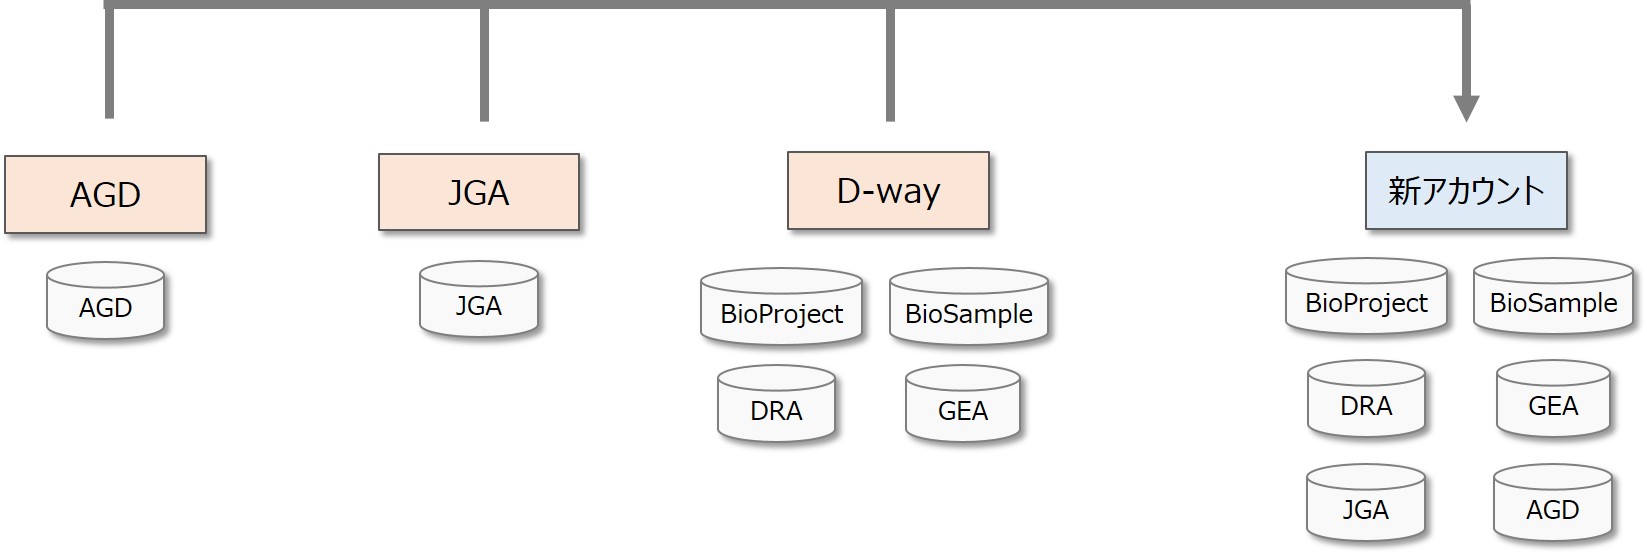 AGD
JGA
D-way
新アカウント
AGD
JGA
BioProject
BioSample
DRA
GEA
BioProject
BioSample
DRA
GEA
JGA
AGD